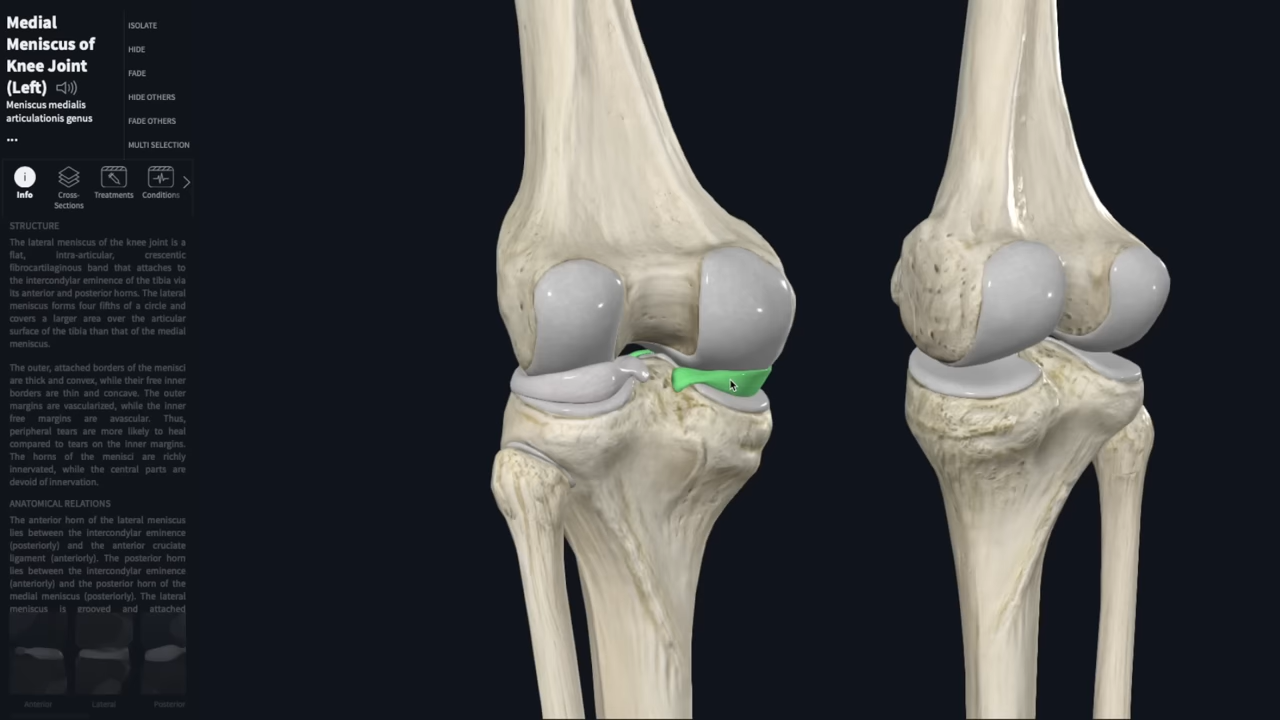 Medial
Meniscus of
Knee Joint
(Left)
Meniscus medialis
articulationis genus
...
ISOLATE
HIDE
FADE
HIDE OTHERS
FADE OTHERS
MULTI SELECTION
Info
Cross-
Sections
Treatments
Conditions
STRUCTURE
The lateral meniscus of the knee joint is a
flat, intra-articular, crescentic
fibrocartilaginous band that attaches to
the intercondylar eminence of the tibia via
its anterior and posterior horns. The lateral
meniscus forms four fifths of a circle and
covers a larger area over the articular
surface of the tibia than that of the medial
meniscus.
The outer, attached borders of the menisci
are thick and convex, while their free inner
borders are thin and concave. The outer
margins are vascularized, while the inner
free margins are avascular. Thus,
peripheral tears are more likely to heal
compared to tears on the inner margins.
The horns of the menisci are richly
innervated, while the central parts are
devoid of innervation.
ANATOMICAL RELATIONS
The anterior horn of the lateral meniscus
lies between the intercondylar eminence
(posteriorly) and the anterior cruciate
ligament (anteriorly). The posterior horn
lies between the intercondylar eminence
(anteriorly) and the posterior horn of the
medial meniscus (posteriorly). The lateral
meniscus is grooved and attached
Anterior
Lateral
Posterior